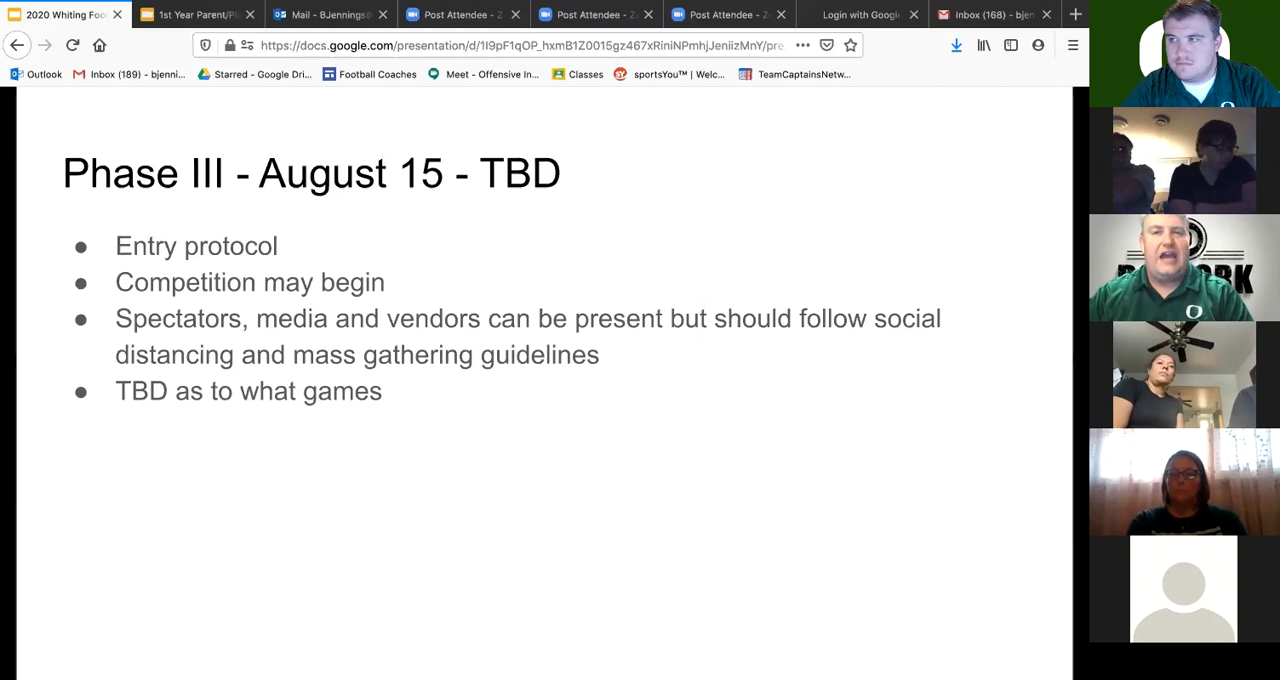 2020 Whiting Foo
1st Year Parent/Pl
Mail - BJennings@
Post Attendee - Z
Post Attendee - Z
Post Attendee - Z
Login with Google
Inbox (168) - bjen
https://docs.google.com/presentation/d/1I9pF1qOP_hxmB1Z0015gz467xRiniNPmhjJeniizMnY/pre
Outlook
Inbox (189) - bjenni...
Starred - Google Dri...
Football Coaches
Meet - Offensive In...
Classes
sportsYou™ | Welc...
TeamCaptainsNetw...
Phase III - August 15 - TBD
● Entry protocol
● Competition may begin
● Spectators, media and vendors can be present but should follow social
distancing and mass gathering guidelines
● TBD as to what games